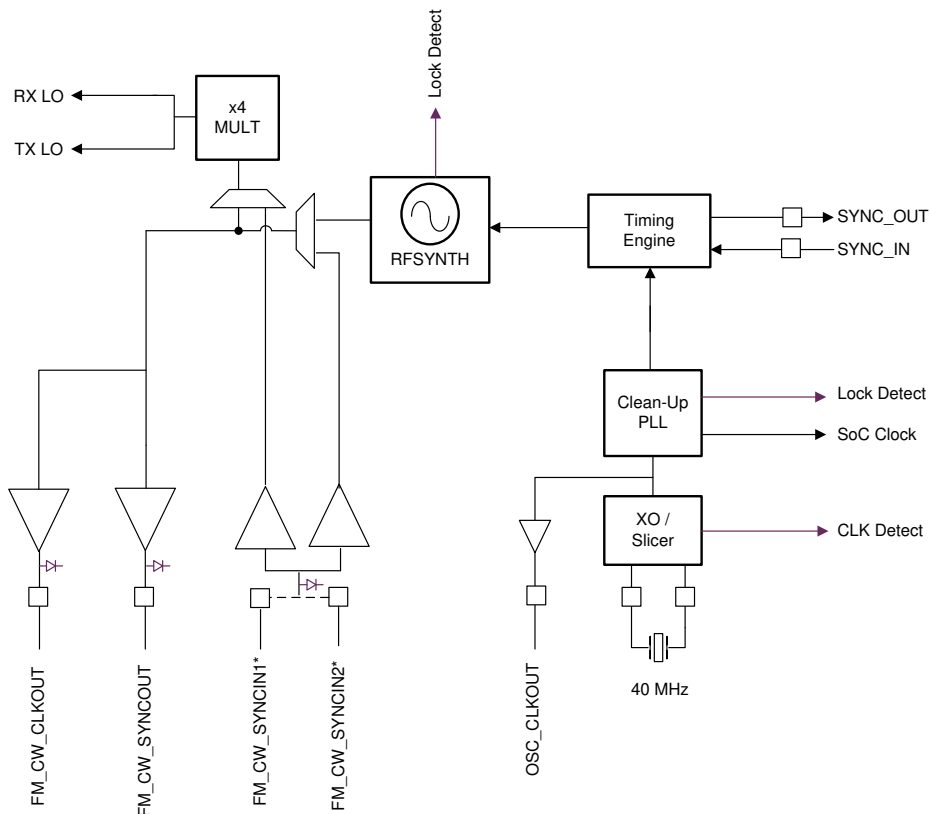 Lock Detect
RX LO
TX LO
x4
MULT
RFSYNTH
Timing
Engine
SYNC_OUT
SYNC_IN
Clean-Up
PLL
Lock Detect
SoC Clock
XO /
Slicer
CLK Detect
40 MHz
FM_CW_CLKOUT
FM_CW_SYNCOUT
FM_CW_SYNCIN1*
FM_CW_SYNCIN2*
OSC_CLKOUT